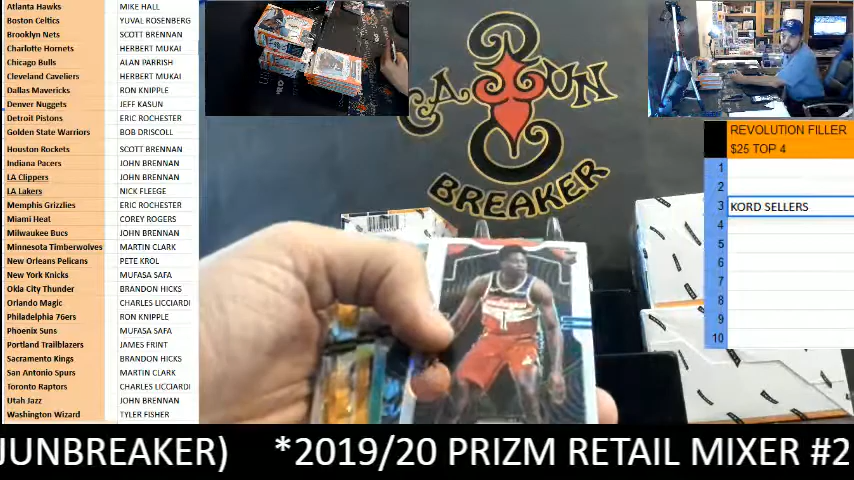 Atlanta Hawks MIKE HALL
Boston Celtics YUVAL ROSENBERG
Brooklyn Nets SCOTT BRENNAN
Charlotte Hornets HERBERT MUKAI
Chicago Bulls ALAN PARRISH
Cleveland Cavaliers HERBERT MUKAI
Dallas Mavericks RON KNIPPLE
Denver Nuggets JEFF KASUN
Detroit Pistons ERIC ROCHESTER
Golden State Warriors BOB DRISCOLL
Houston Rockets SCOTT BRENNAN
Indiana Pacers JOHN BRENNAN
LA Clippers JOHN BRENNAN
LA Lakers NICK FLEEGE
Memphis Grizzlies ERIC ROCHESTER
Miami Heat COREY ROGERS
Milwaukee Bucs JOHN BRENNAN
Minnesota Timberwolves MARTIN CLARK
New Orleans Pelicans PETE KROL
New York Knicks MUFASA SAFA
Okla City Thunder BRANDON HICKS
Orlando Magic CHARLES LICCIARDI
Philadelphia 76ers RON KNIPPLE
Phoenix Suns MUFASA SAFA
Portland Trailblazers JAMES FRINT
Sacramento Kings BRANDON HICKS
San Antonio Spurs MARTIN CLARK
Toronto Raptors CHARLES LICCIARDI
Utah Jazz JOHN BRENNAN
Washington Wizard TYLER FISHER
CAJUN
BREAKER
REVOLUTION FILLER
$25 TOP 4
1
2
3 KORD SELLERS
4
5
6
7
8
9
10
JUNBREAKER) *2019/20 PRIZM RETAIL MIXER #2